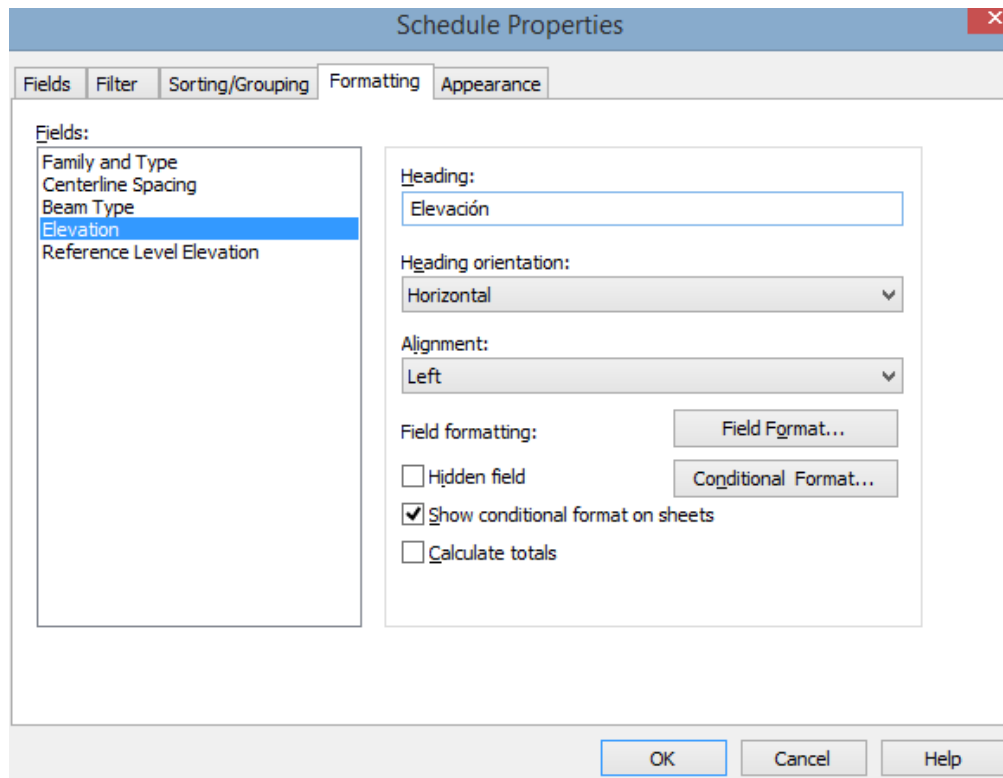 Schedule Properties
Fields Filter Sorting/Grouping Formatting Appearance
Fields:
Family and Type
Centerline Spacing
Beam Type
Elevation
Reference Level Elevation
Heading:
Elevación
Heading orientation:
Horizontal
Alignment:
Left
Field formatting:
Field Format...
Hidden field
Conditional Format...
Show conditional format on sheets
Calculate totals
OK Cancel Help